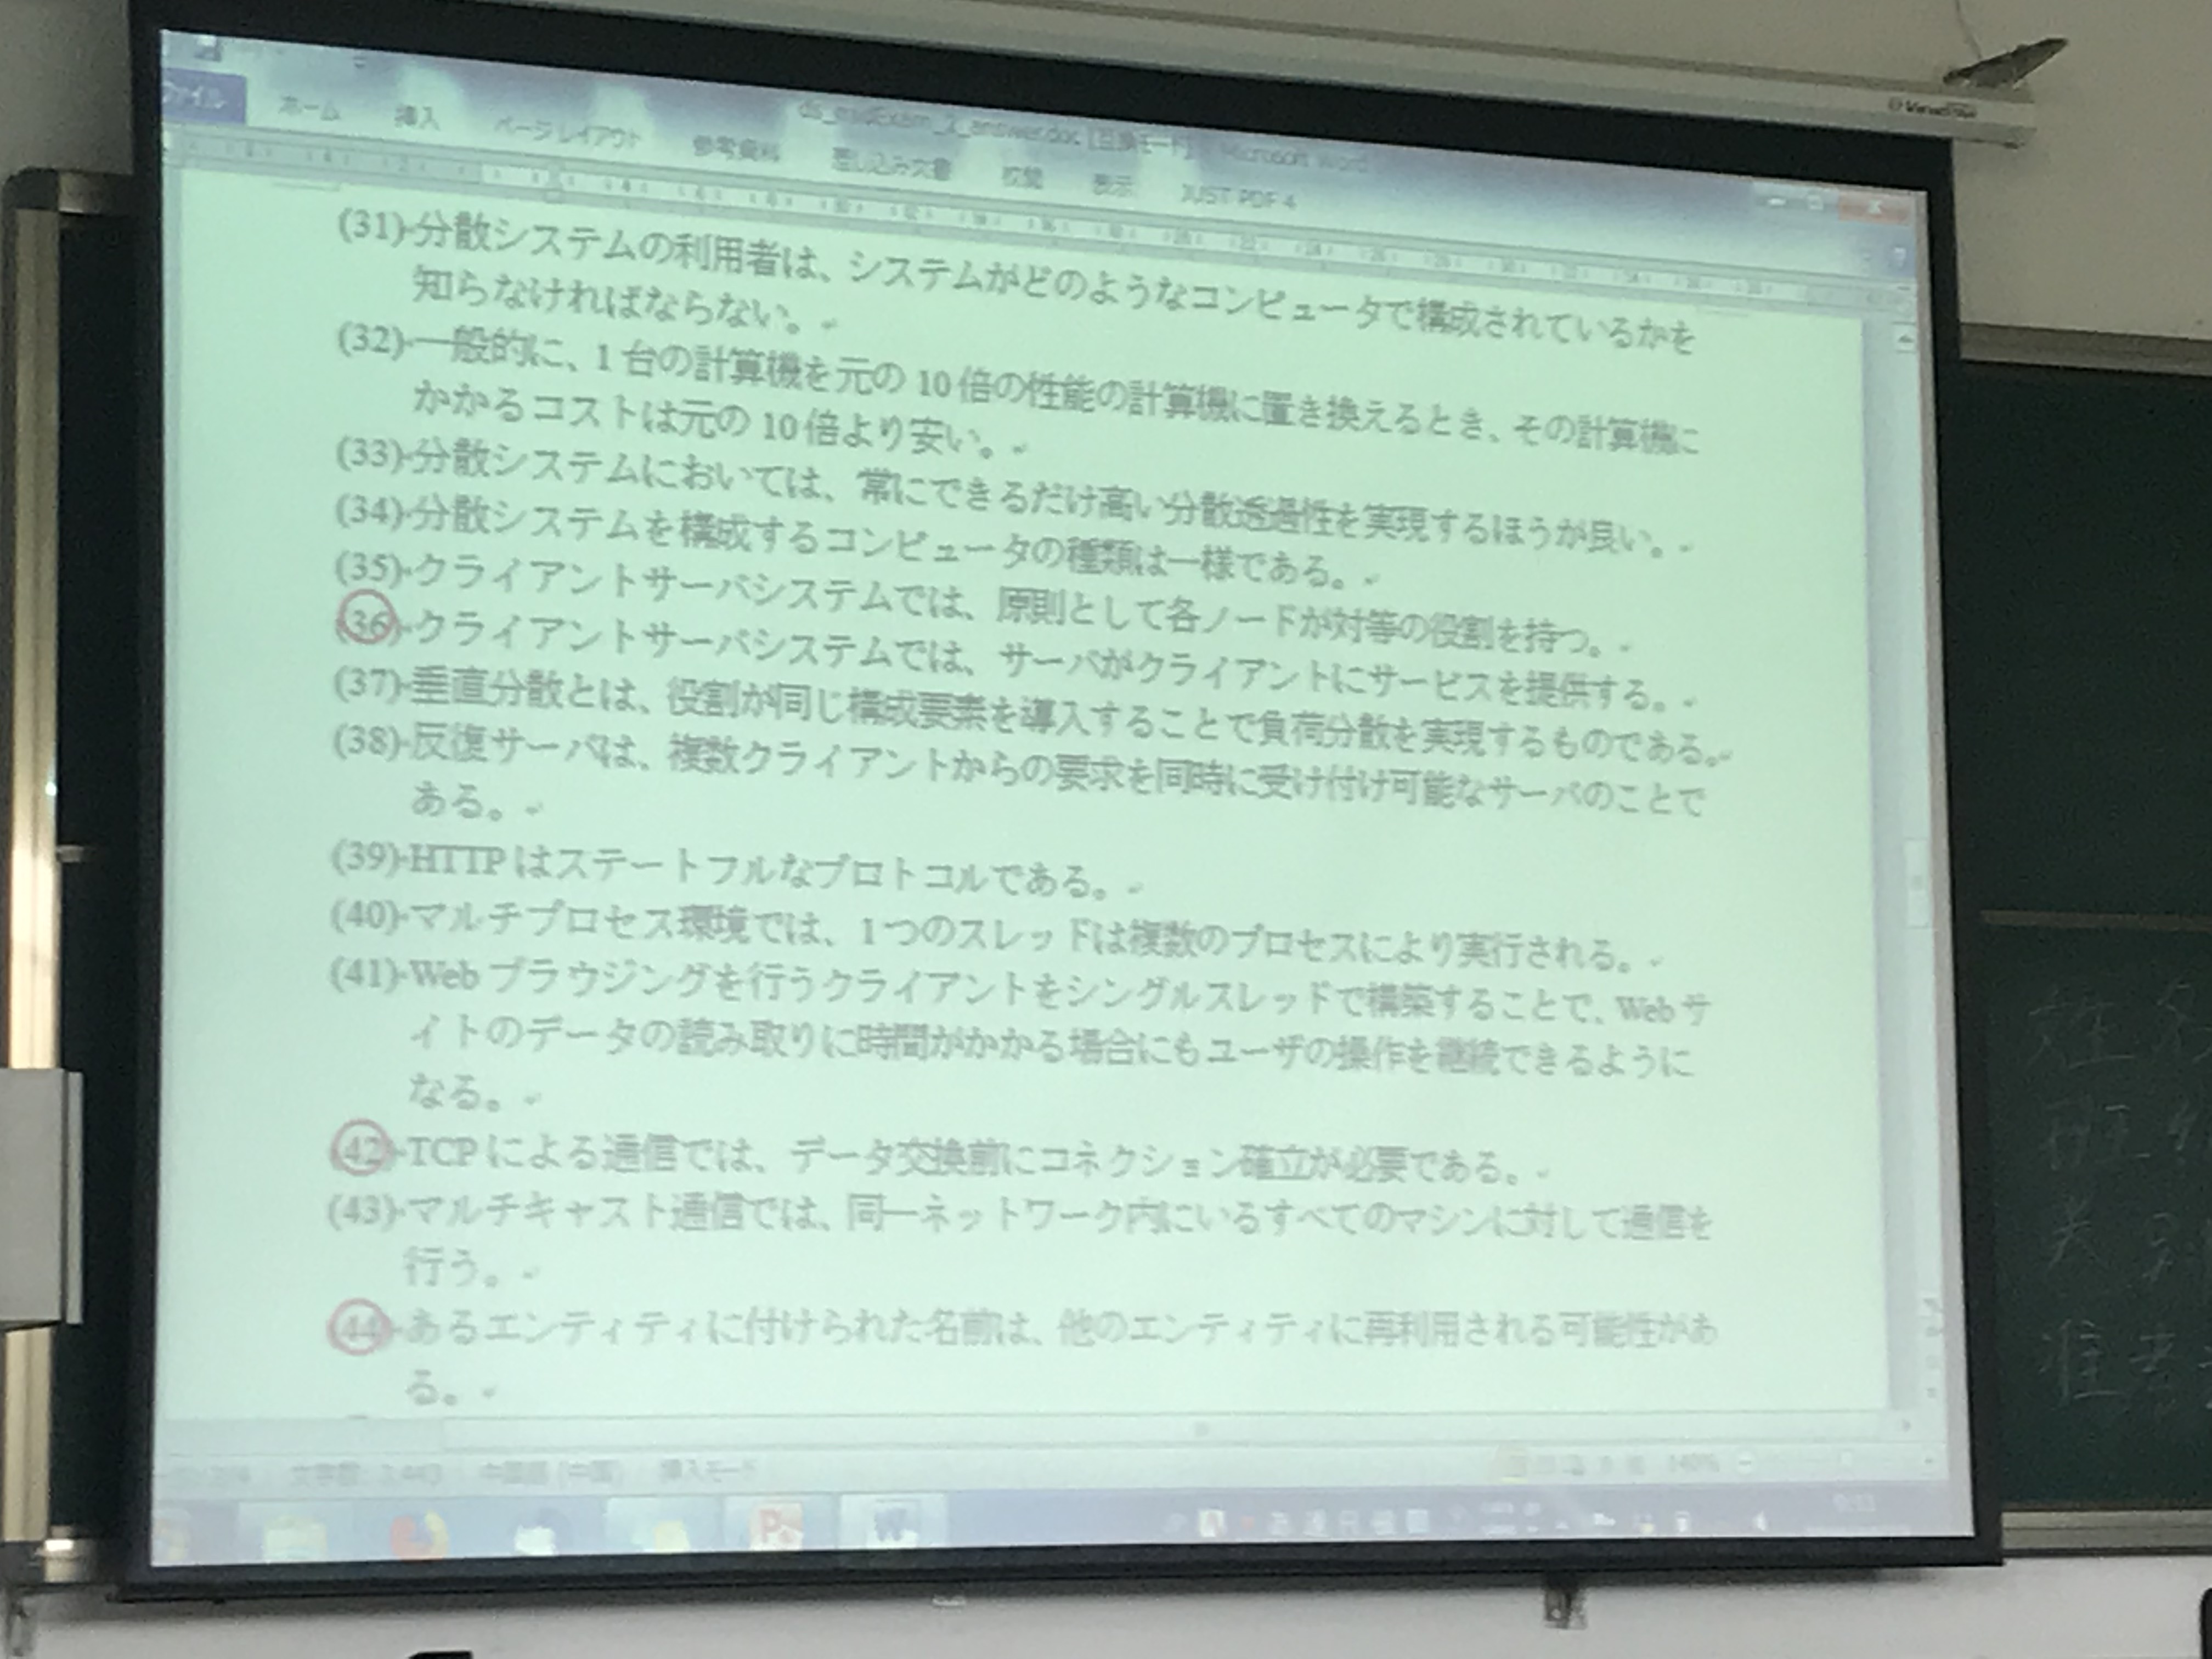 ファイル ホーム 挿入 ページ レイアウト 参考資料 差し込み文書 校閲 表示 JUST PDF 4
(31) 分散システムの利用者は、システムがどのようなコンピュータで構成されているかを
知らなければならない。
(32) 一般的に、1 台の計算機を元の 10 倍の性能の計算機に置き換えるとき、その計算機に
かかるコストは元の 10 倍より安い。
(33) 分散システムにおいては、常にできるだけ高い分散透過性を実現するほうが良い。
(34) 分散システムを構成するコンピュータの種類は一様である。
(35) クライアントサーバシステムでは、原則として各ノードが対等の役割を持つ。
(36) クライアントサーバシステムでは、サーバがクライアントにサービスを提供する。
(37) 垂直分散とは、役割が同じ構成要素を導入することで負荷分散を実現するものである。
(38) 反復サーバは、複数クライアントからの要求を同時に受け付け可能なサーバのことで
ある。
(39) HTTP はステートフルなプロトコルである。
(40) マルチプロセス環境では、1 つのスレッドは複数のプロセスにより実行される。
(41) Web ブラウジングを行うクライアントをシングルスレッドで構築することで、Web サ
イトのデータの読み取りに時間がかかる場合にもユーザの操作を継続できるように
なる。
(42) TCP による通信では、データ交換前にコネクション確立が必要である。
(43) マルチキャスト通信では、同一ネットワーク内にいるすべてのマシンに対して通信を
行う。
(44) あるエンティティに付けられた名前は、他のエンティティに再利用される可能性があ
る。
挿入モード 140%
姓名